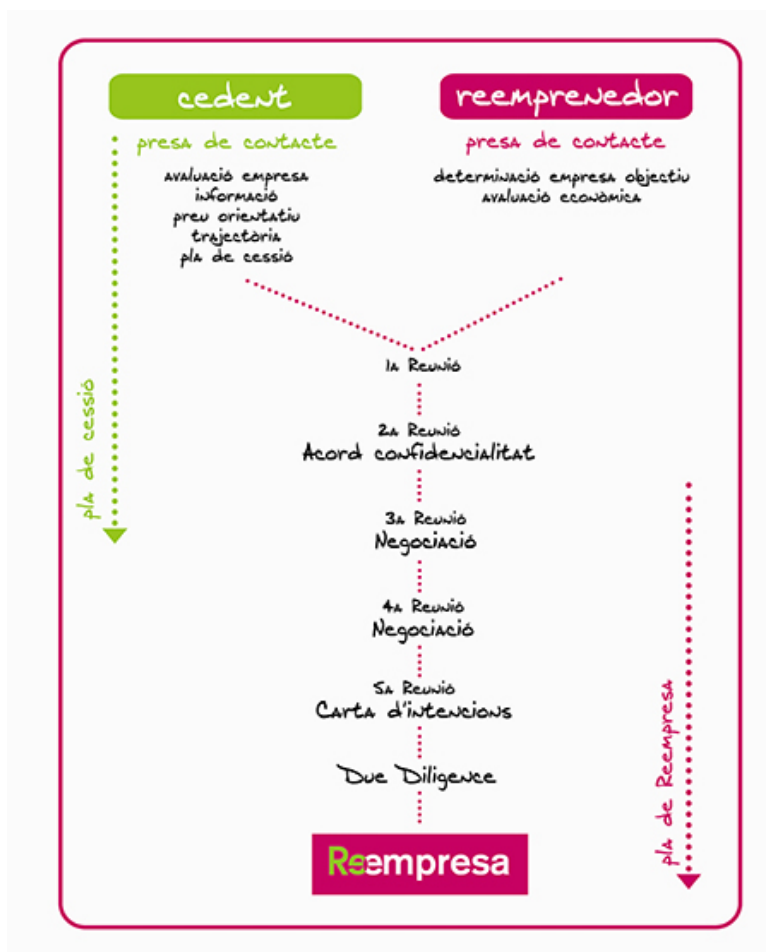 cedent
presa de contacte
avaluació empresa
informació
preu orientatiu
trajectòria
pla de cessió
reemprenedor
presa de contacte
determinació empresa objectiu
avaluació econòmica
pla de cessió
1a Reunió
2a Reunió
Acord confidencialitat
3a Reunió
Negociació
4a Reunió
Negociació
5a Reunió
Carta d'intencions
Due Diligence
Reempresa
pla de Reempresa